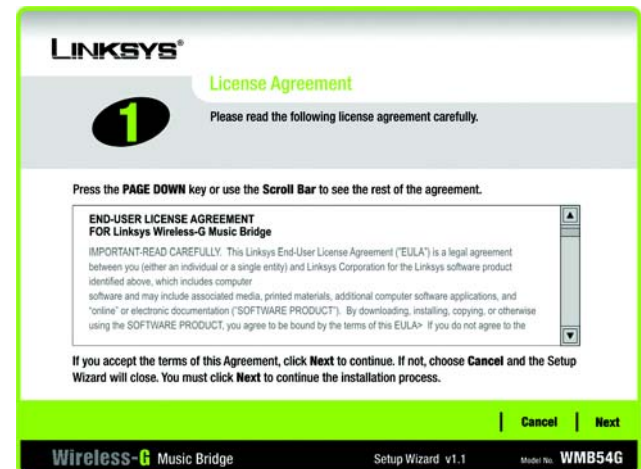 LINKSYS®
License Agreement
1
Please read the following license agreement carefully.
Press the PAGE DOWN key or use the Scroll Bar to see the rest of the agreement.
END-USER LICENSE AGREEMENT
FOR Linksys Wireless-G Music Bridge
IMPORTANT-READ CAREFULLY. This Linksys End-User License Agreement ("EULA") is a legal agreement
between you (either an individual or a single entity) and Linksys Corporation for the Linksys software product
identified above, which includes computer
software and may include associated media, printed materials, additional computer software applications, and
"online" or electronic documentation ("SOFTWARE PRODUCT"). By downloading, installing, copying, or otherwise
using the SOFTWARE PRODUCT, you agree to be bound by the terms of this EULA> If you do not agree to the
If you accept the terms of this Agreement, click Next to continue. If not, choose Cancel and the Setup
Wizard will close. You must click Next to continue the installation process.
Cancel Next
Wireless-G Music Bridge Setup Wizard v1.1 Model No. WMB54G